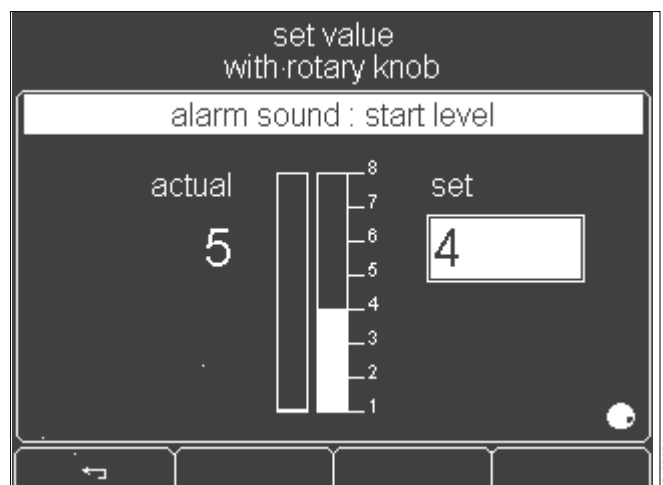 set value
with rotary knob
alarm sound : start level
actual
5
8
7
6
5
4
3
2
1
set
4